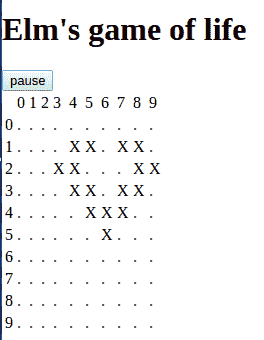 Elm's game of life
pause
0 1 2 3 4 5 6 7 8 9
0 . . . . . . . . . .
1 . . . . X X . X X .
2 . . . X X . . . X X
3 . . . . X X . X X .
4 . . . . . X X X . .
5 . . . . . . X . . .
6 . . . . . . . . . .
7 . . . . . . . . . .
8 . . . . . . . . . .
9 . . . . . . . . . .